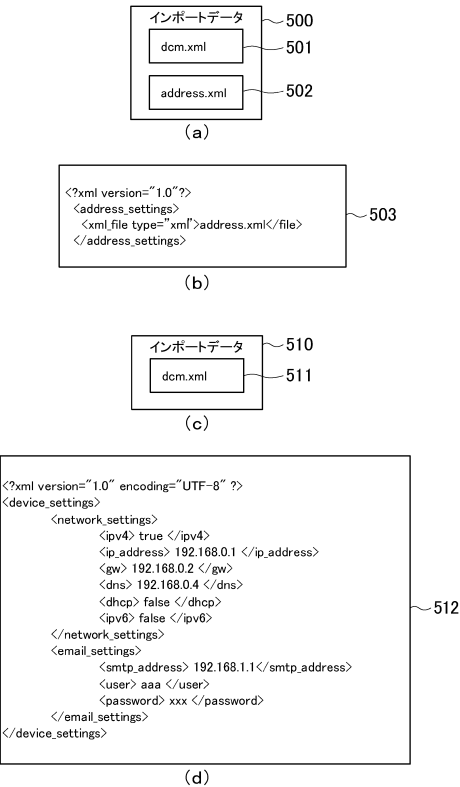 インポートデータ 500
dcm.xml 501
address.xml 502
(a)
<?xml version="1.0"?>
<address_settings>
<xml_file type="xml">address.xml</file>
</address_settings>
503
(b)
インポートデータ 510
dcm.xml 511
(c)
<?xml version="1.0" encoding="UTF-8" ?>
<device_settings>
<network_settings>
<ipv4> true </ipv4>
<ip_address> 192.168.0.1 </ip_address>
<gw> 192.168.0.2 </gw>
<dns> 192.168.0.4 </dns>
<dhcp> false </dhcp>
<ipv6> false </ipv6>
</network_settings>
<email_settings>
<smtp_address> 192.168.1.1</smtp_address>
<user> aaa </user>
<password> xxx </password>
</email_settings>
</device_settings>
512
(d)